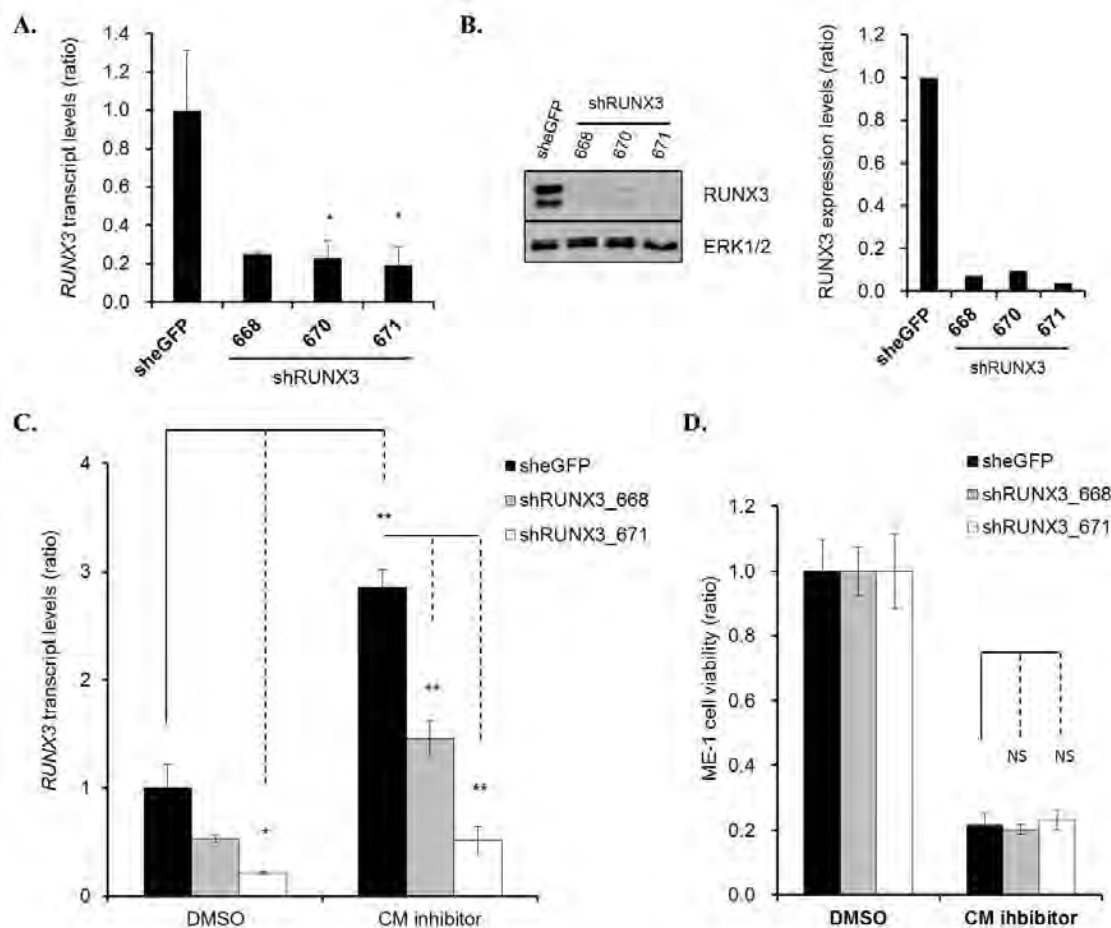 A.
RUNX3 transcript levels (ratio)
1.4
1.2
1.0
0.8
0.6
0.4
0.2
0.0
*
*
sheGFP
668
670
671
shRUNX3
B.
shRUNX3
sheGFP
668
670
671
RUNX3
ERK1/2
RUNX3 expression levels (ratio)
1.2
1.0
0.8
0.6
0.4
0.2
0.0
sheGFP
668
670
671
shRUNX3
C.
RUNX3 transcript levels (ratio)
4
3
2
1
0
*
**
**
**
sheGFP
shRUNX3_668
shRUNX3_671
DMSO
CM inhibitor
D.
sheGFP
shRUNX3_668
shRUNX3_671
ME-1 cell viability (ratio)
1.2
1.0
0.8
0.6
0.4
0.2
0.0
NS
NS
DMSO
CM ihbibitor